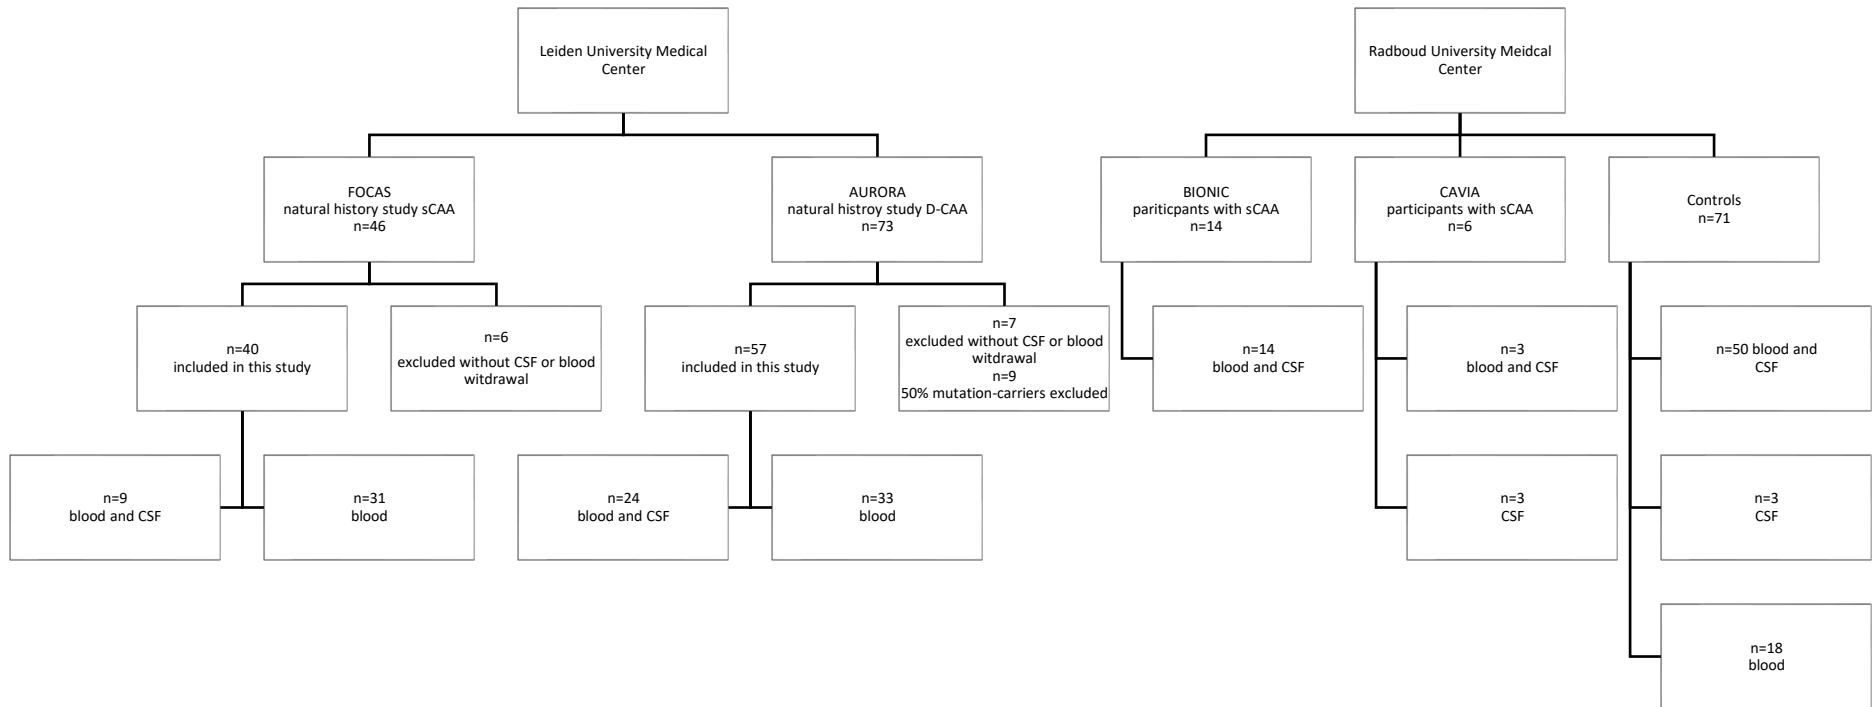 Leiden University Medical
Center
Radboud University Meidcal
Center
FOCAS
natural history study sCAA
n=46
AURORA
natural histroy study D-CAA
n=73
BIONIC
pariticpants with sCAA
n=14
CAVIA
participants with sCAA
n=6
Controls
n=71
n=40
included in this study
n=6
excluded without CSF or blood
witdrawal
n=57
included in this study
n=7
excluded without CSF or blood
witdrawal
n=9
50% mutation-carriers excluded
n=14
blood and CSF
n=3
blood and CSF
n=50 blood and
CSF
n=9
blood and CSF
n=31
blood
n=24
blood and CSF
n=33
blood
n=3
CSF
n=3
CSF
n=18
blood